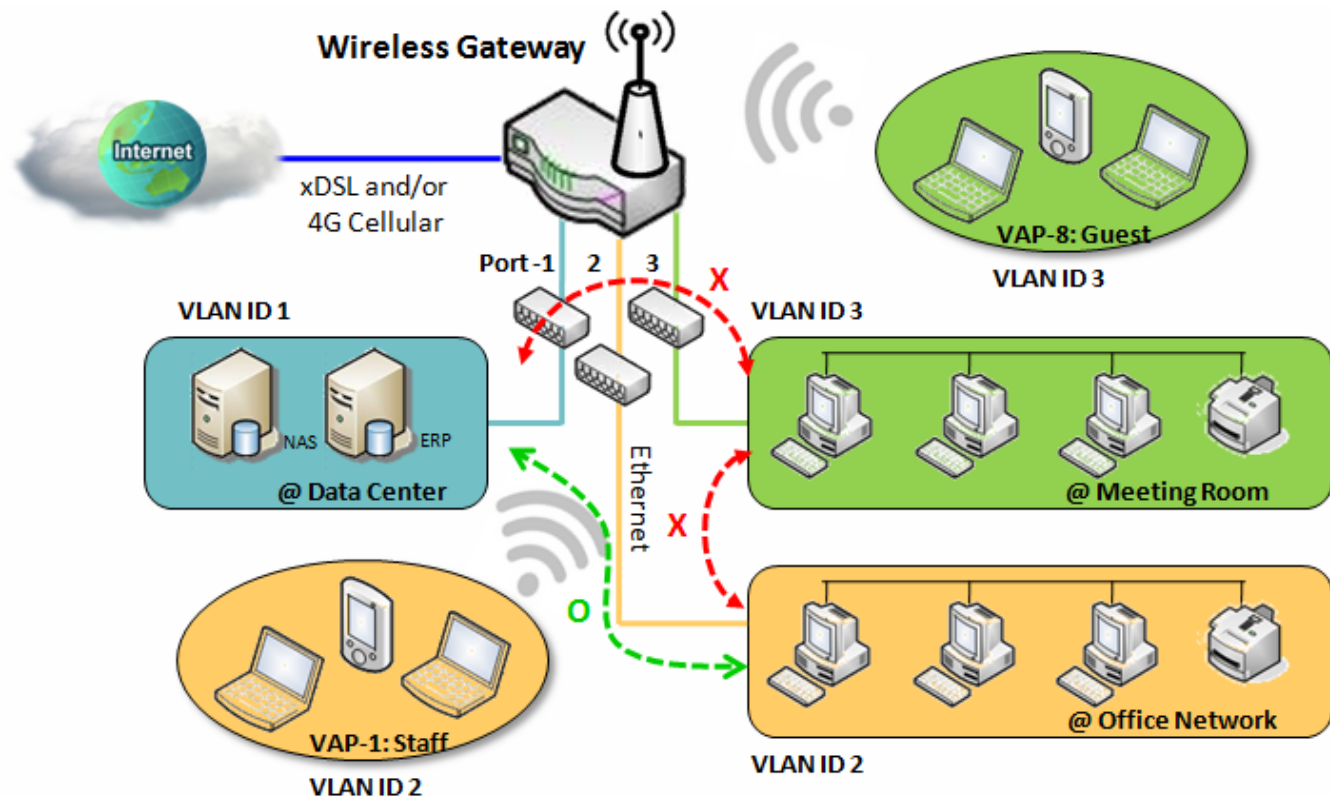 Wireless Gateway
Internet
xDSL and/or
4G Cellular
VAP-8: Guest
VLAN ID 3
Port -1
2
3
X
VLAN ID 1
VLAN ID 3
NAS
ERP
@ Data Center
@ Meeting Room
Ethernet
X
O
@ Office Network
VAP-1: Staff
VLAN ID 2
VLAN ID 2